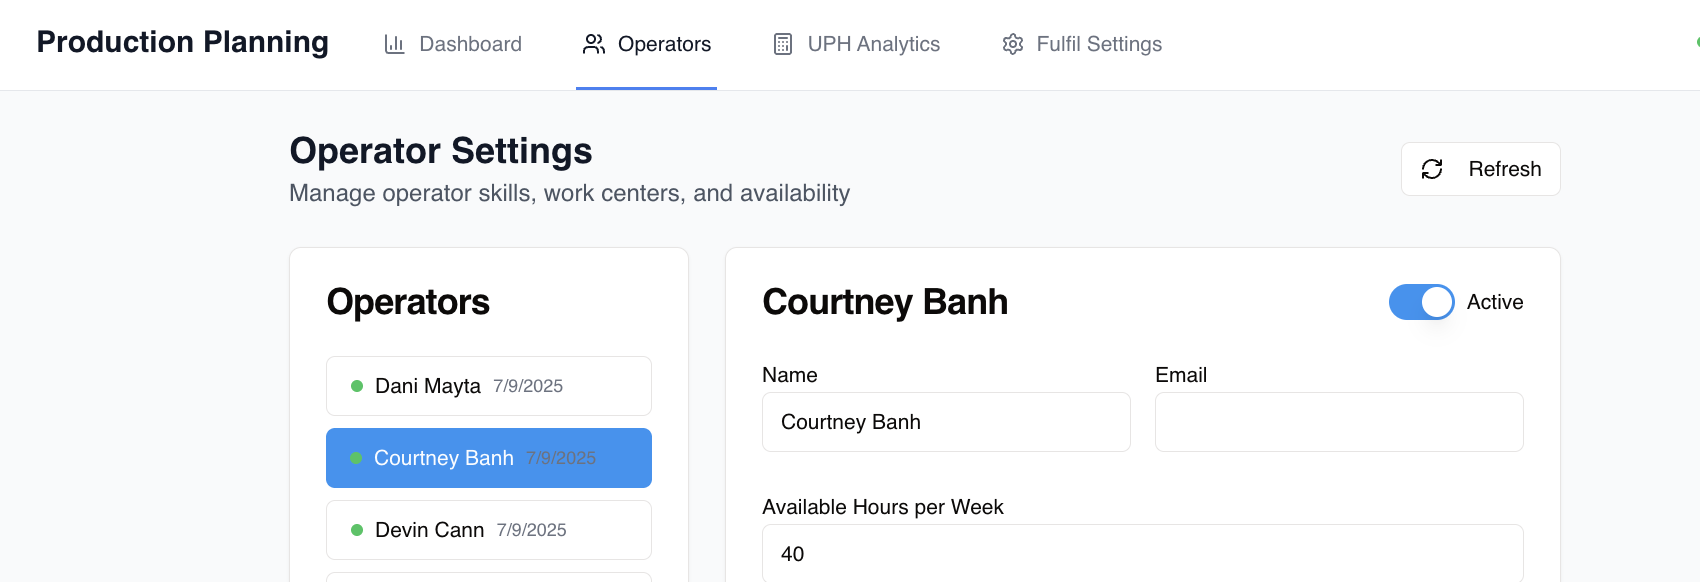 Production Planning
Dashboard
Operators
UPH Analytics
Fulfil Settings
Operator Settings
Manage operator skills, work centers, and availability
Refresh
Operators
Dani Mayta 7/9/2025
Courtney Banh 7/9/2025
Devin Cann 7/9/2025
Courtney Banh
Active
Name
Courtney Banh
Email
Available Hours per Week
40